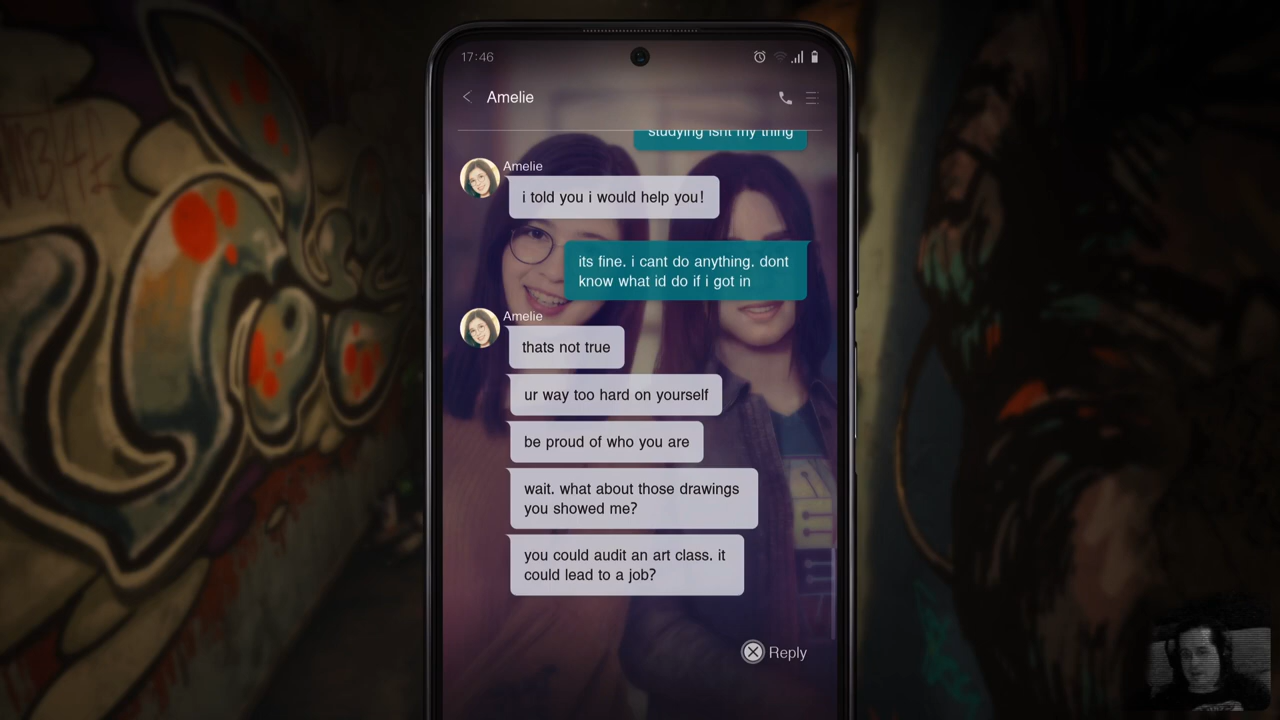 17:46
Amelie
studying isnt my thing
Amelie
i told you i would help you!
its fine. i cant do anything. dont
know what id do if i got in
Amelie
thats not true
ur way too hard on yourself
be proud of who you are
wait. what about those drawings
you showed me?
you could audit an art class. it
could lead to a job?
Reply